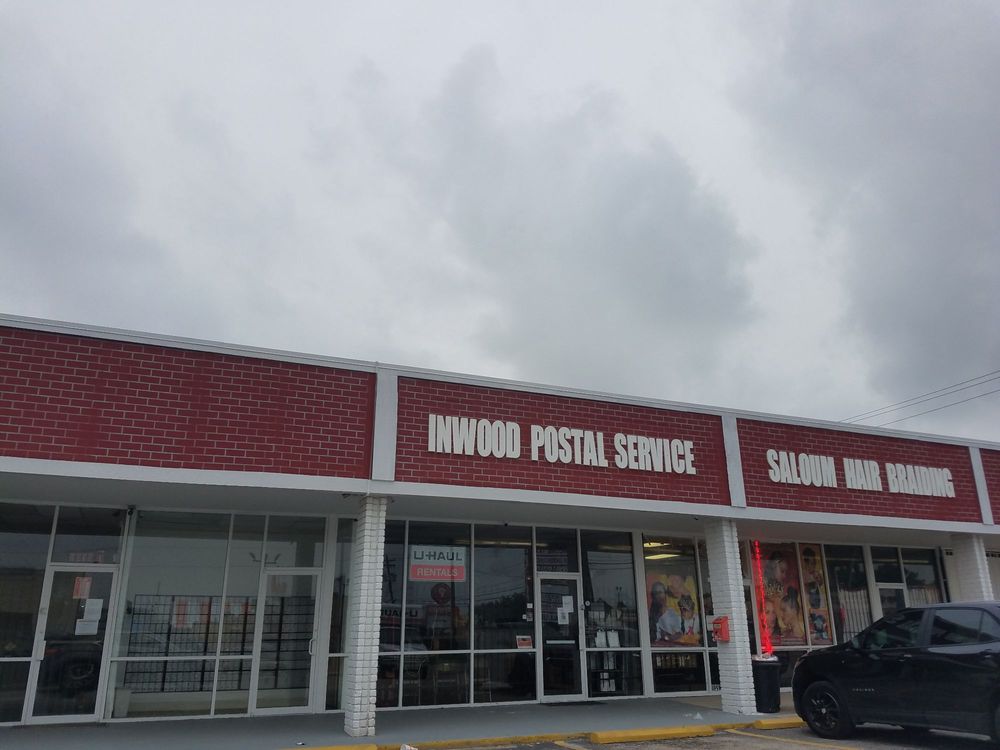 INWOOD POSTAL SERVICE
SALOUM HAIR BRAIDING
U-HAUL
RENTALS